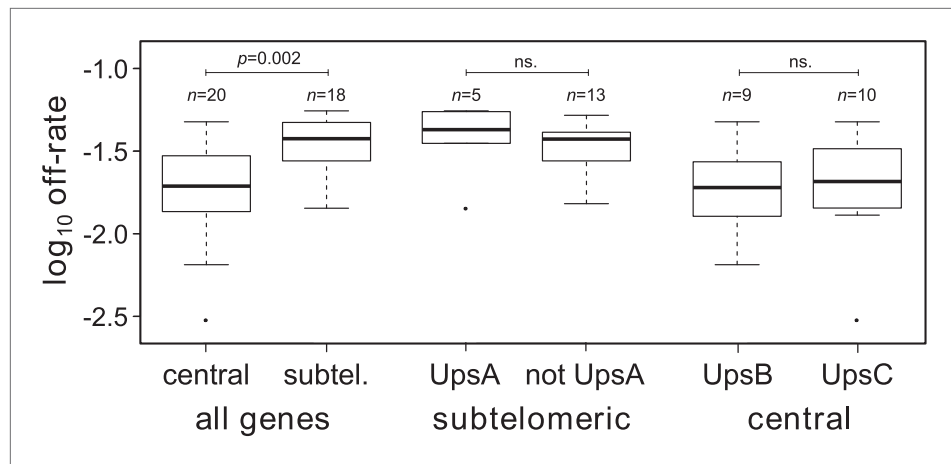 p=0.002
ns.
ns.
n=20
n=18
n=5
n=13
n=9
n=10
-1.0
-1.5
-2.0
-2.5
log10 off-rate
central
subtel.
UpsA
not UpsA
UpsB
UpsC
all genes
subtelomeric
central